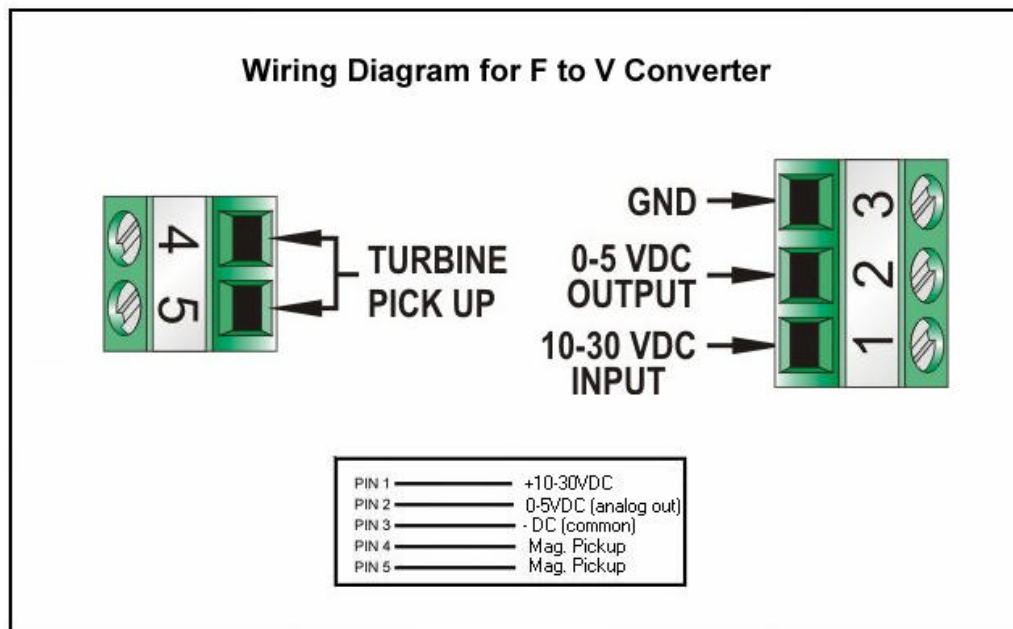 Wiring Diagram for F to V Converter
4
5
TURBINE
PICK UP
GND
0-5 VDC
OUTPUT
10-30 VDC
INPUT
3
2
1
PIN 1 +10-30VDC
PIN 2 0-5VDC (analog out)
PIN 3 - DC (common)
PIN 4 Mag. Pickup
PIN 5 Mag. Pickup